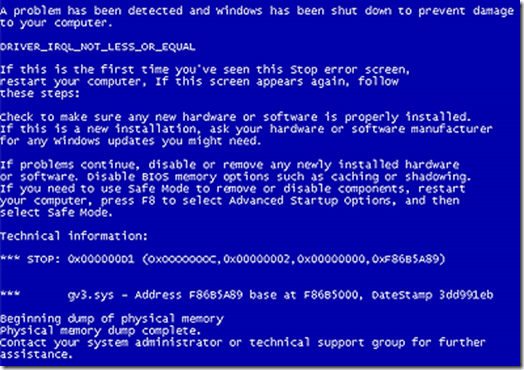 A problem has been detected and windows has been shut down to prevent damage
to your computer.
DRIVER_IRQL_NOT_LESS_OR_EQUAL
If this is the first time you've seen this Stop error screen,
restart your computer, If this screen appears again, follow
these steps:
Check to make sure any new hardware or software is properly installed.
If this is a new installation, ask your hardware or software manufacturer
for any windows updates you might need.
If problems continue, disable or remove any newly installed hardware
or software. Disable BIOS memory options such as caching or shadowing.
If you need to use Safe Mode to remove or disable components, restart
your computer, press F8 to select Advanced Startup Options, and then
select Safe Mode.
Technical information:
*** STOP: 0x000000D1 (0x0000000C,0x00000002,0x00000000,0xF86B5A89)
*** gv3.sys - Address F86B5A89 base at F86B5000, DateStamp 3dd991eb
Beginning dump of physical memory
Physical memory dump complete.
Contact your system administrator or technical support group for further
assistance.